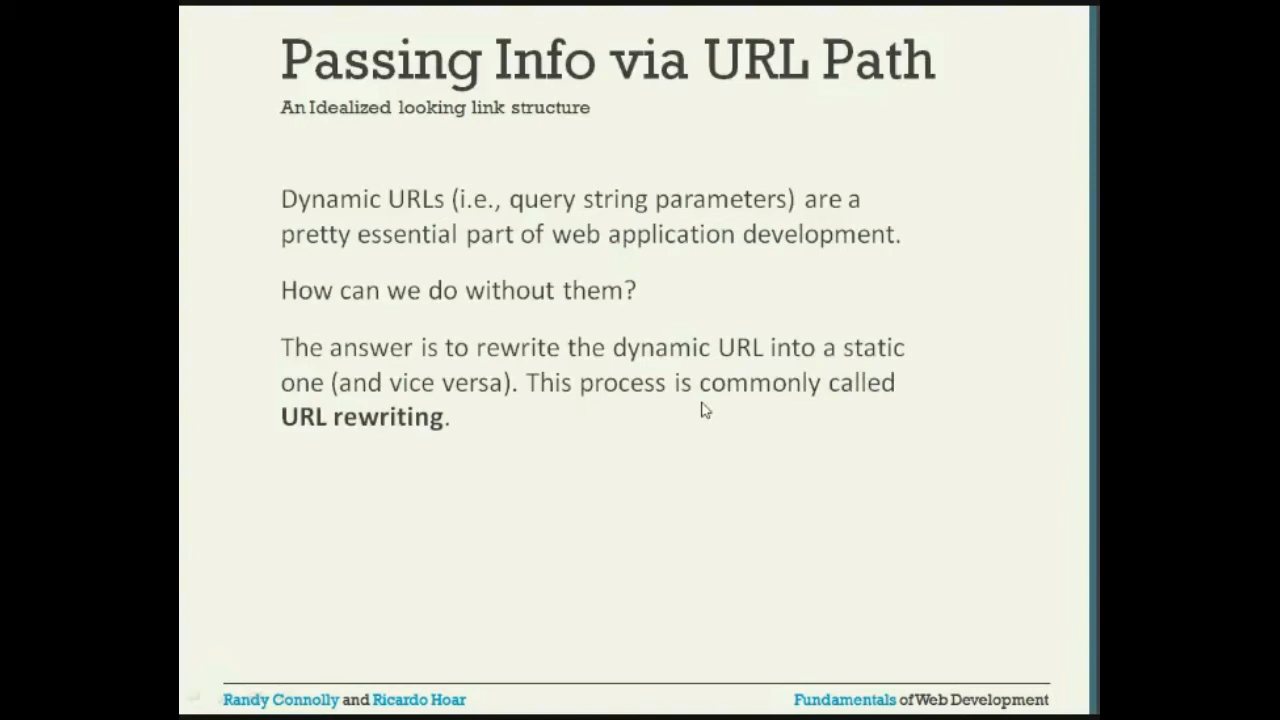 Passing Info via URL Path
An Idealized looking link structure
Dynamic URLs (i.e., query string parameters) are a
pretty essential part of web application development.
How can we do without them?
The answer is to rewrite the dynamic URL into a static
one (and vice versa). This process is commonly called
URL rewriting.
Randy Connolly and Ricardo Hoar
Fundamentals of Web Development